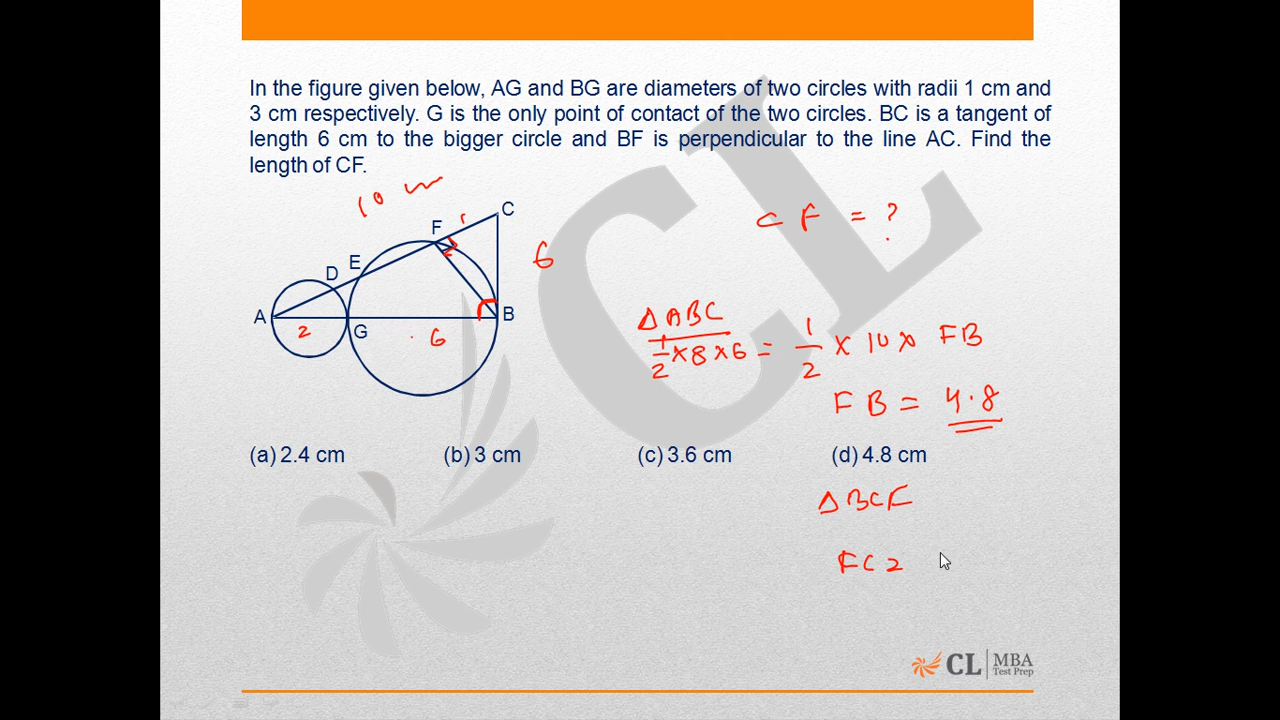 In the figure given below, AG and BG are diameters of two circles with radii 1 cm and
3 cm respectively. G is the only point of contact of the two circles. BC is a tangent of
length 6 cm to the bigger circle and BF is perpendicular to the line AC. Find the
length of CF.
10
C
F
CF = ?
E
6
D
A
2
G
6
B
Δ ABC
1/2 × 8 × 6 = 1/2 × 10 × FB
FB = 4.8
(a) 2.4 cm (b) 3 cm (c) 3.6 cm (d) 4.8 cm
Δ BCF
FC =
CL MBA
Test Prep
CL